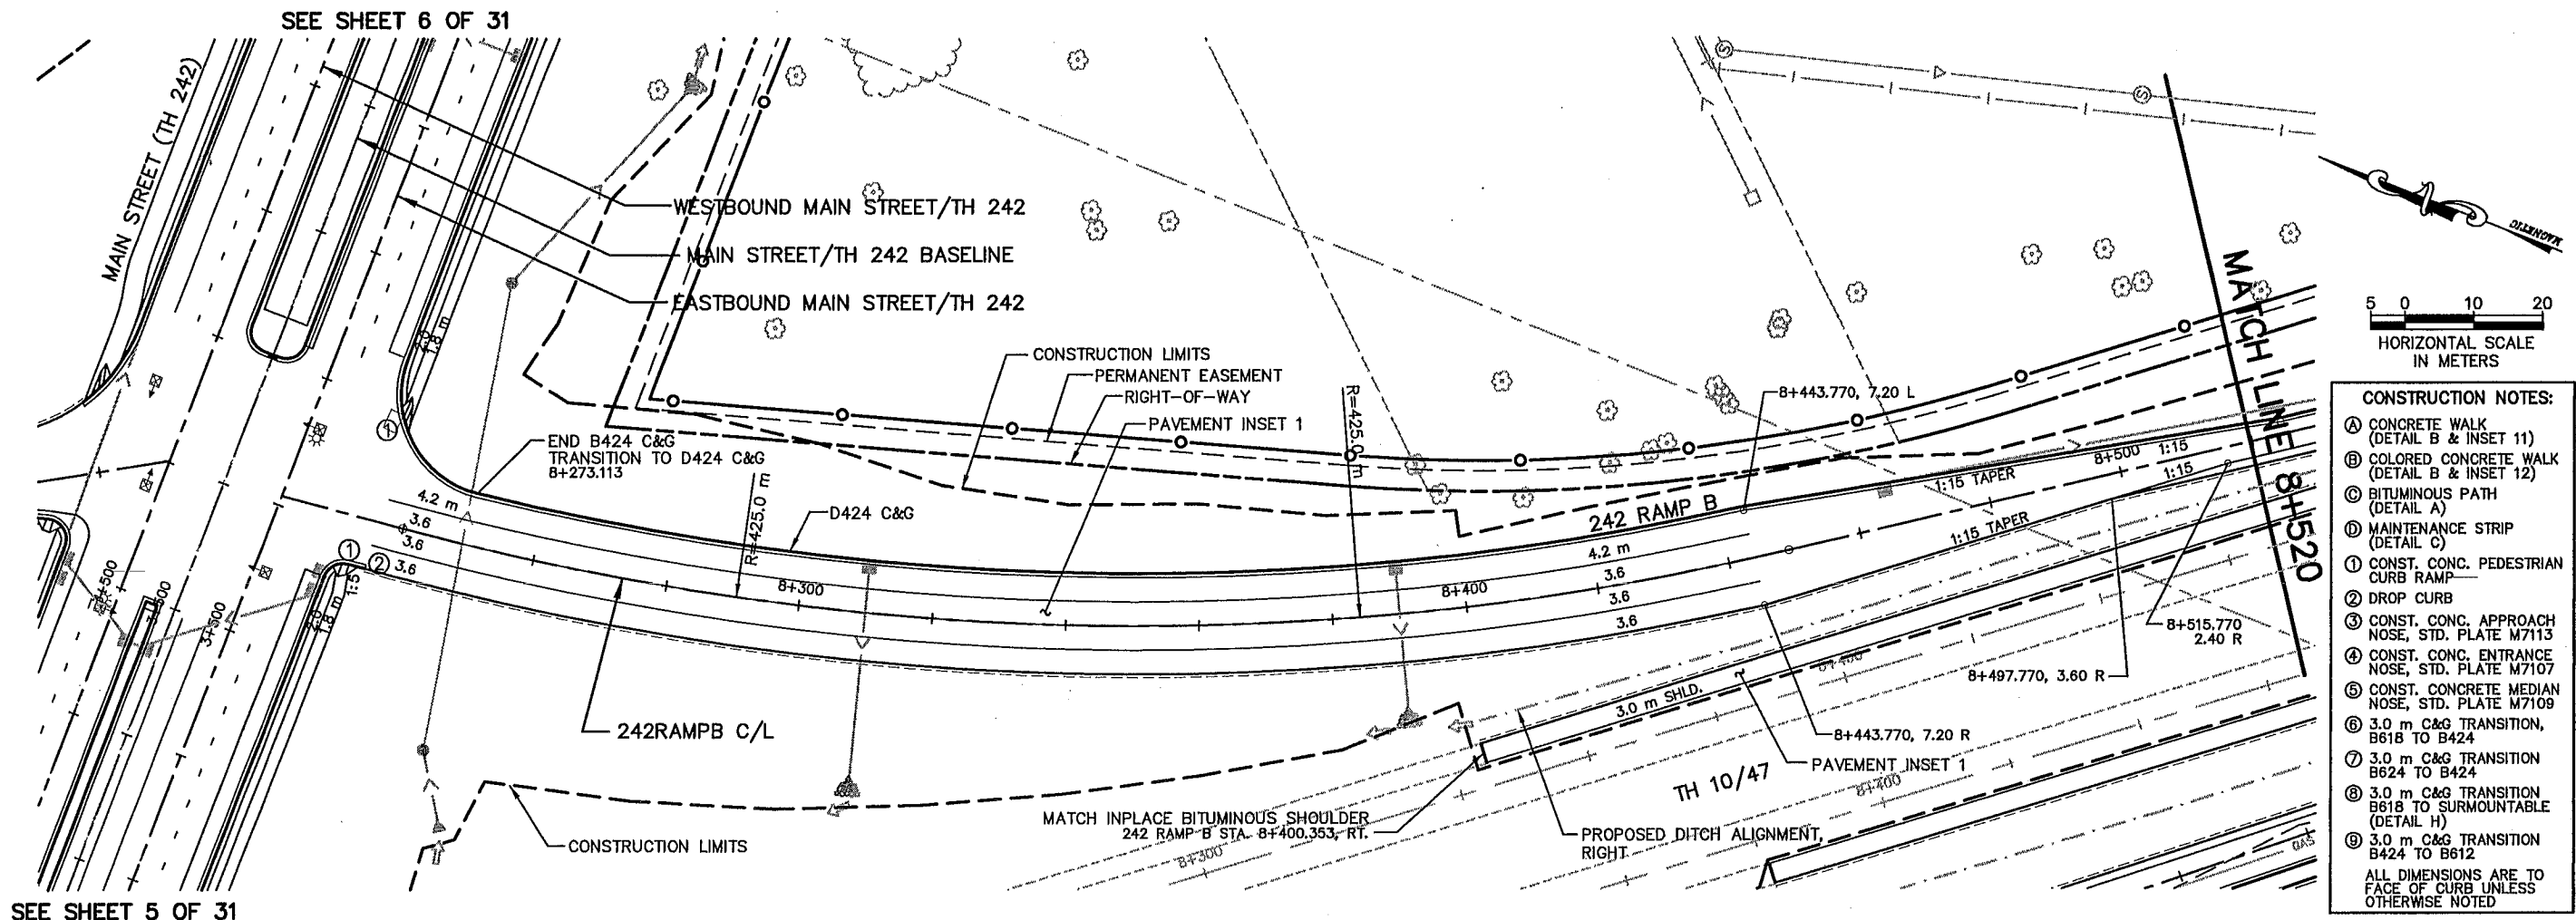 SEE SHEET 6 OF 31
MAIN STREET (TH 242)
WESTBOUND MAIN STREET/TH 242
MAIN STREET/TH 242 BASELINE
EASTBOUND MAIN STREET/TH 242
2.0
1.8 m
CONSTRUCTION LIMITS
PERMANENT EASEMENT
RIGHT-OF-WAY
PAVEMENT INSET 1
R=425.0 m
8+443.770, 7.20 L
1
END B424 C&G
TRANSITION TO D424 C&G
8+273.113
4.2 m
3.6
3.6
3.6
R=425.0 E
D424 C&G
242 RAMP B
1:15 TAPER
8+500
1:15
1:15
1:15 TAPER
MATCH LINE 8+520
1
2
1:5
2.0
1.8 m
8+300
8+400
4.2 m
3.6
3.6
3.6
3+500
3+500
242RAMPB C/L
8+515.770
2.40 R
8+497.770, 3.60 R
8+400
3.0 m SHLD.
8+443.770, 7.20 R
PAVEMENT INSET 1
TH 10/47
8+400
MATCH INPLACE BITUMINOUS SHOULDER
242 RAMP B STA. 8+400.353, RT.
PROPOSED DITCH ALIGNMENT,
RIGHT
8+300
CONSTRUCTION LIMITS
GAS
SEE SHEET 5 OF 31
S
S
MAGNETIC
5 0 10 20
HORIZONTAL SCALE
IN METERS
CONSTRUCTION NOTES:
A CONCRETE WALK
(DETAIL B & INSET 11)
B COLORED CONCRETE WALK
(DETAIL B & INSET 12)
C BITUMINOUS PATH
(DETAIL A)
D MAINTENANCE STRIP
(DETAIL C)
1 CONST. CONC. PEDESTRIAN
CURB RAMP
2 DROP CURB
3 CONST. CONC. APPROACH
NOSE, STD. PLATE M7113
4 CONST. CONC. ENTRANCE
NOSE, STD. PLATE M7107
5 CONST. CONCRETE MEDIAN
NOSE, STD. PLATE M7109
6 3.0 m C&G TRANSITION,
B618 TO B424
7 3.0 m C&G TRANSITION
B624 TO B424
8 3.0 m C&G TRANSITION
B618 TO SURMOUNTABLE
(DETAIL H)
9 3.0 m C&G TRANSITION
B424 TO B612
ALL DIMENSIONS ARE TO
FACE OF CURB UNLESS
OTHERWISE NOTED